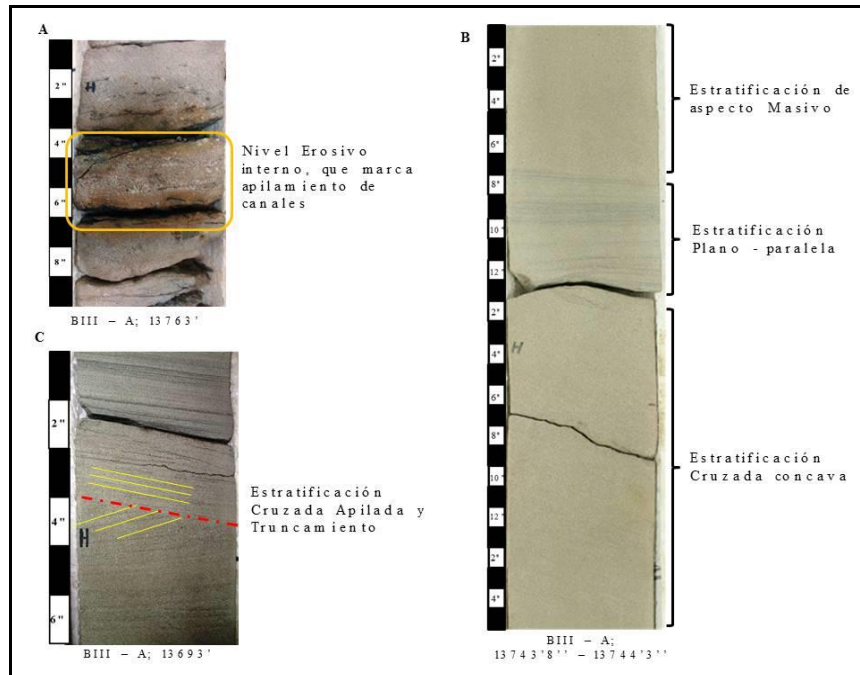 A
2"
H
4"
6"
8"
Nivel Erosivo
interno, que marca
apilamiento de
canales
BIII – A; 13763'
C
2"
4"
H
6"
Estratificación
Cruzada Apilada y
Truncamiento
BIII – A; 13693'
B
2"
4"
6"
8"
10"
12"
2"
4"
H
6"
8"
10"
12"
2"
4"
Estratificación de
aspecto Masivo
Estratificación
Plano - paralela
Estratificación
Cruzada concava
BIII – A;
13743'8'' – 13744'3''